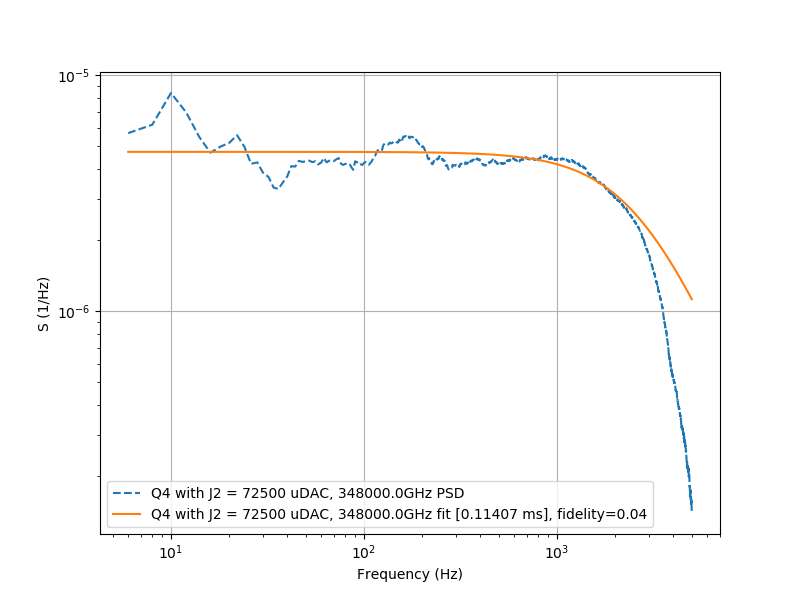 10⁻⁵
10⁻⁶
S (1/Hz)
Q4 with J2 = 72500 uDAC, 348000.0GHz PSD
Q4 with J2 = 72500 uDAC, 348000.0GHz fit [0.11407 ms], fidelity=0.04
10¹ 10² 10³
Frequency (Hz)